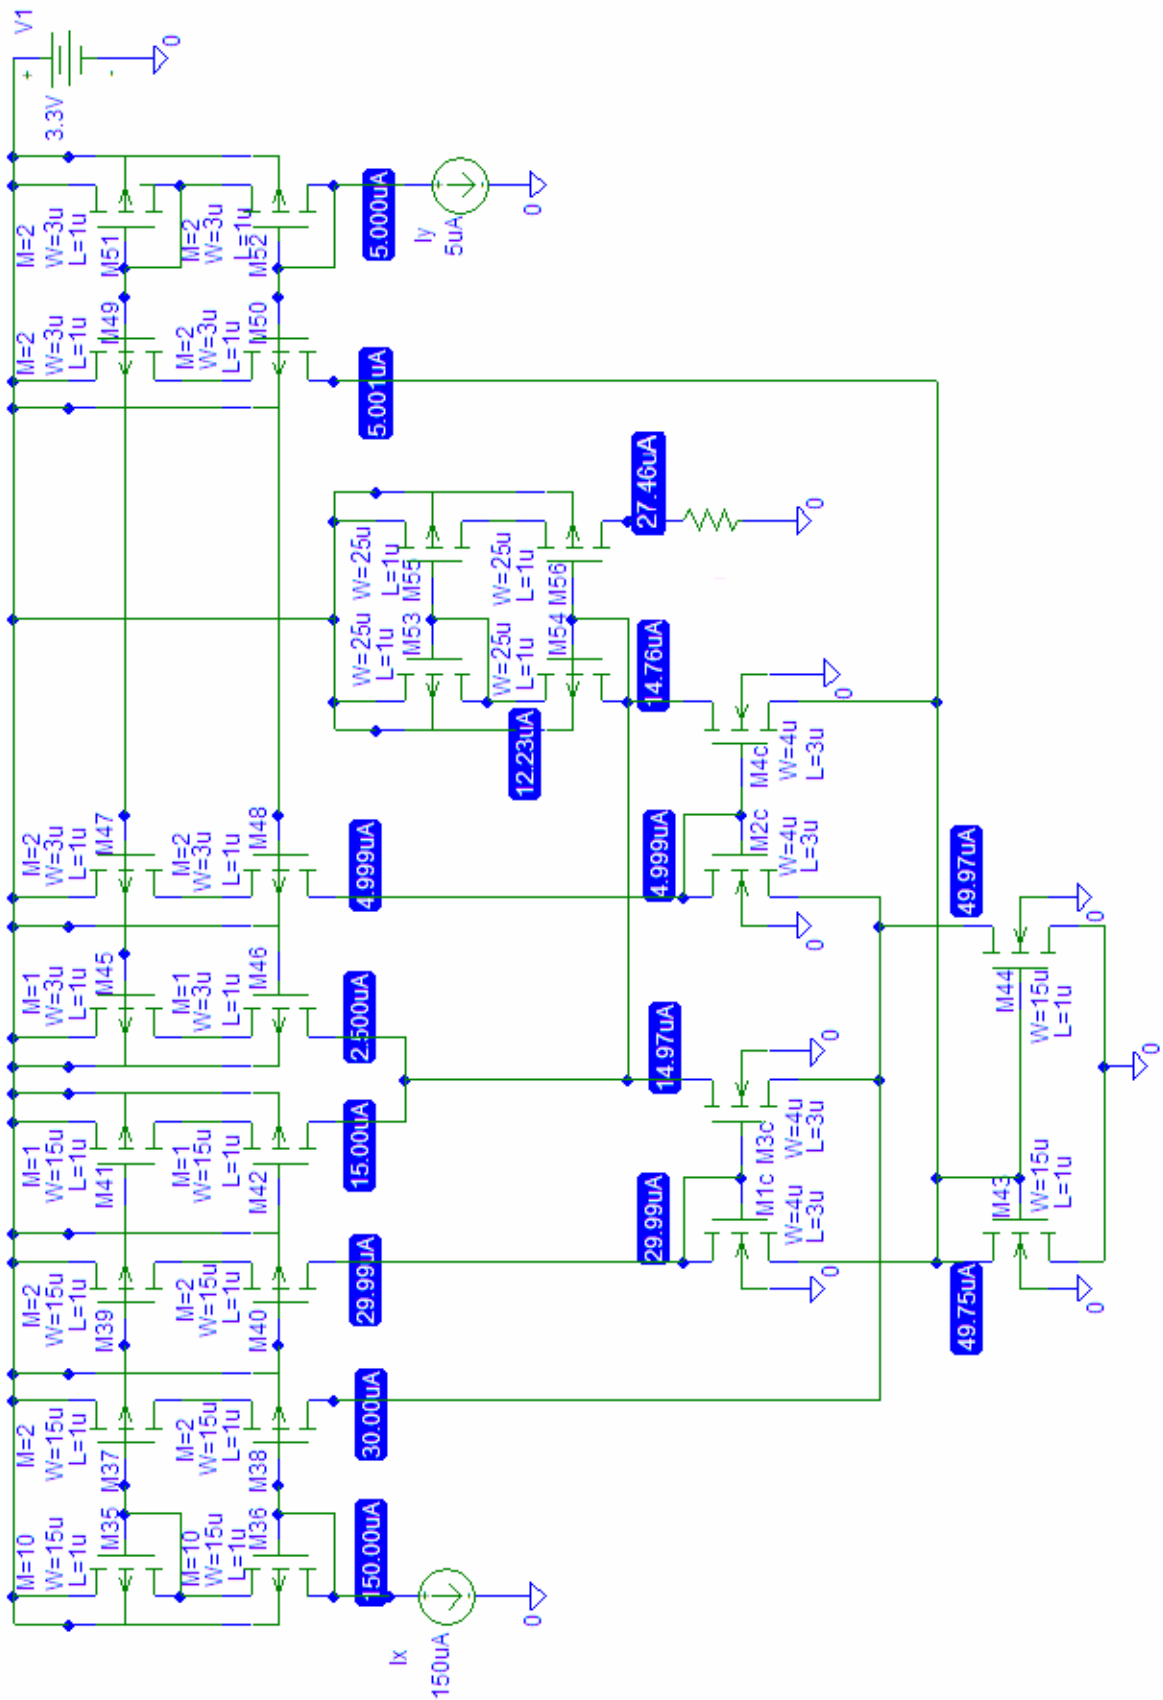 M=10
W=15u
L=1u
M35
M=2
W=15u
L=1u
M37
M=2
W=15u
L=1u
M39
M=1
W=15u
L=1u
M41
M=1
W=3u
L=1u
M45
M=2
W=3u
L=1u
M47
M=2
W=3u
L=1u
M49
M=2
W=3u
L=1u
M51
3.3V
+
-
V1
0
M=10
W=15u
L=1u
M36
M=2
W=15u
L=1u
M38
M=2
W=15u
L=1u
M40
M=1
W=15u
L=1u
M42
M=1
W=3u
L=1u
M46
M=2
W=3u
L=1u
M48
M=2
W=3u
L=1u
M50
M=2
W=3u
L=1u
M52
150.00uA
30.00uA
29.99uA
15.00uA
2.500uA
4.999uA
5.001uA
5.000uA
Ix
150uA
0
Iy
5uA
0
W=25u
L=1u
M53
W=25u
L=1u
M55
W=25u
L=1u
M54
W=25u
L=1u
M56
12.23uA
27.46uA
0
29.99uA
14.97uA
4.999uA
14.76uA
M1c
W=4u
L=3u
0
M3c
W=4u
L=3u
0
M2c
W=4u
L=3u
0
M4c
W=4u
L=3u
0
49.75uA
49.97uA
M43
W=15u
L=1u
0
M44
W=15u
L=1u
0
0